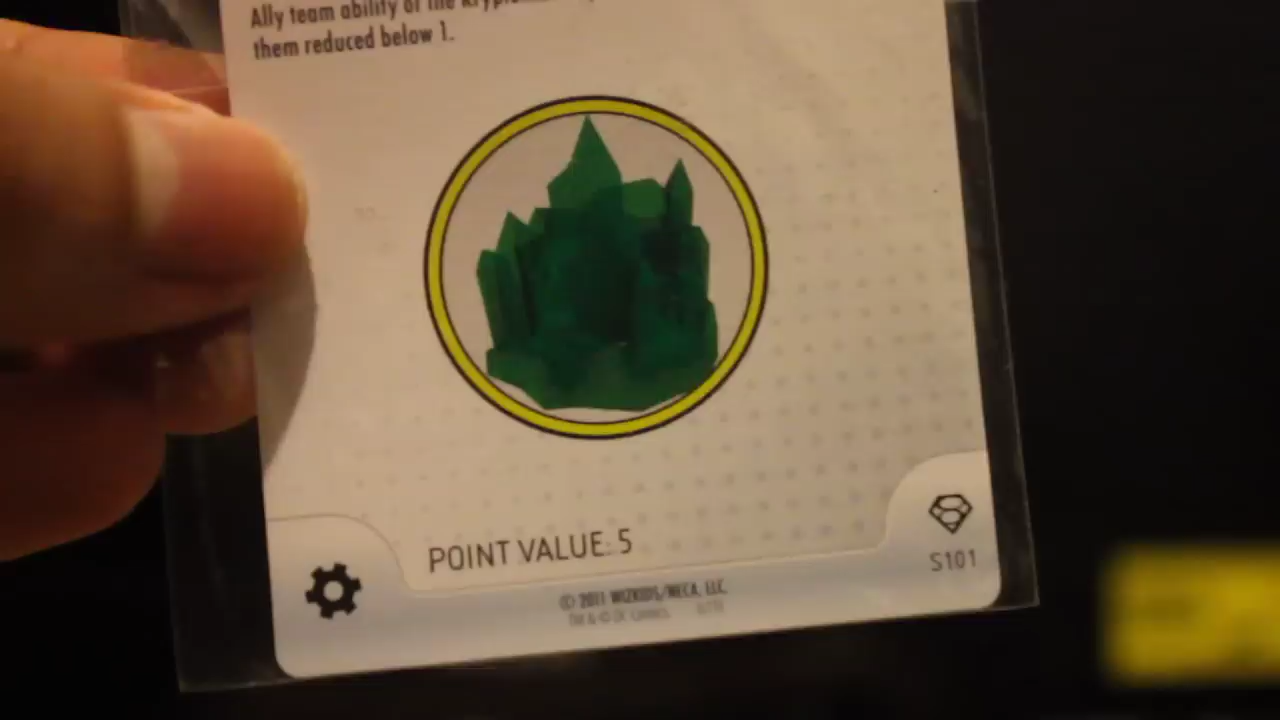 Ally team ability of the
them reduced below 1.
POINT VALUE: 5
S101
© 2011 WIZKIDS/NECA, LLC.